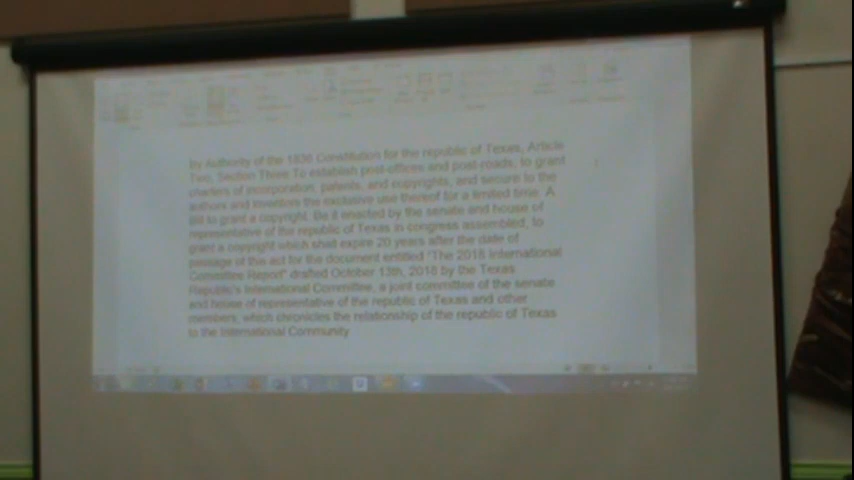 by Authority of the 1836 Constitution for the republic of Texas, Article
Two, Section Three To establish post-offices and post-roads, to grant
charters of incorporation, patents, and copyrights, and secure to the
authors and inventors the exclusive use thereof for a limited time. A
Bill to grant a copyright. Be it enacted by the senate and house of
representative of the republic of Texas in congress assembled, to
grant a copyright which shall expire 20 years after the date of
passage of this act for the document entitled "The 2018 International
Committee Report" drafted October 13th, 2018 by the Texas
Republic's International Committee, a joint committee of the senate
and house of representative of the republic of Texas and other
members, which chronicles the relationship of the republic of Texas
to the International Community